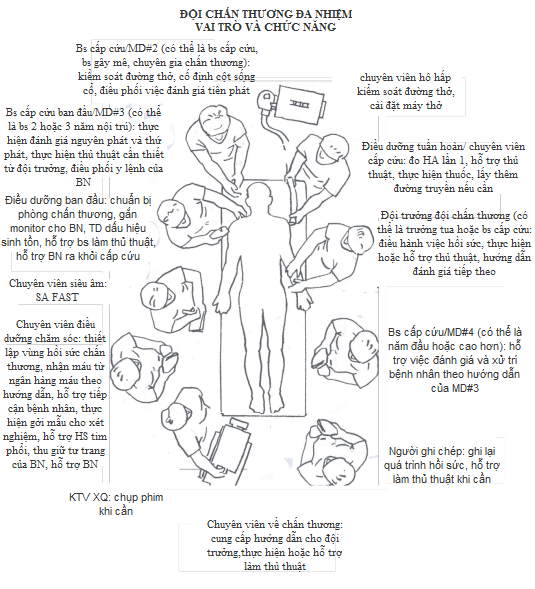 ĐỘI CHẤN THƯƠNG ĐA NHIỆM
VAI TRÒ VÀ CHỨC NĂNG
Bs cấp cứu/MD#2 (có thể là bs cấp cứu,
bs gây mê, chuyên gia chấn thương):
kiểm soát đường thở, cố định cột sống
cổ, điều phối việc đánh giá tiên phát
chuyên viên hô hấp
kiểm soát đường thở,
cài đặt máy thở
Bs cấp cứu ban đầu/MD#3 (có thể
là bs 2 hoặc 3 năm nội trú): thực
hiện đánh giá nguyên phát và thứ
phát, thực hiện thủ thuật cần thiết
từ đội trưởng, điều phối y lệnh của
BN
Điều dưỡng tuần hoàn/ chuyên viên
cấp cứu: đo HA lần 1, hỗ trợ thủ
thuật, thực hiện thuốc, lấy thêm
đường truyền nếu cần
Điều dưỡng ban đầu: chuẩn bị
phòng chấn thương, gắn
monitor cho BN, TD dấu hiệu
sinh tồn, hỗ trợ bs làm thủ thuật,
hỗ trợ BN ra khỏi cấp cứu
Đội trưởng đội chấn thương (có
thể là trưởng tua hoặc bs cấp cứu:
điều hành việc hồi sức, thực hiện
hoặc hỗ trợ thủ thuật, hướng dẫn
đánh giá tiếp theo
Chuyên viên siêu âm:
SA FAST
Chuyên viên điều
dưỡng chăm sóc: thiết
lập vùng hồi sức chấn
thương, nhận máu từ
ngân hàng máu theo
hướng dẫn, hỗ trợ tiếp
cận bệnh nhân, thực
hiện gởi mẫu cho xét
nghiệm, hỗ trợ HS tim
phổi, thu giữ tư trang
của BN, hỗ trợ BN
Bs cấp cứu/MD#4 (có thể là
năm đầu hoặc cao hơn): hỗ
trợ việc đánh giá và xử trí
bệnh nhân theo hướng dẫn
của MD#3
Người ghi chép: ghi lại
quá trình hồi sức, hỗ trợ
làm thủ thuật khi cần
KTV XQ: chụp phim
khi cần
Chuyên viên về chấn thương:
cung cấp hướng dẫn cho đội
trưởng,thực hiện hoặc hỗ trợ
làm thủ thuật